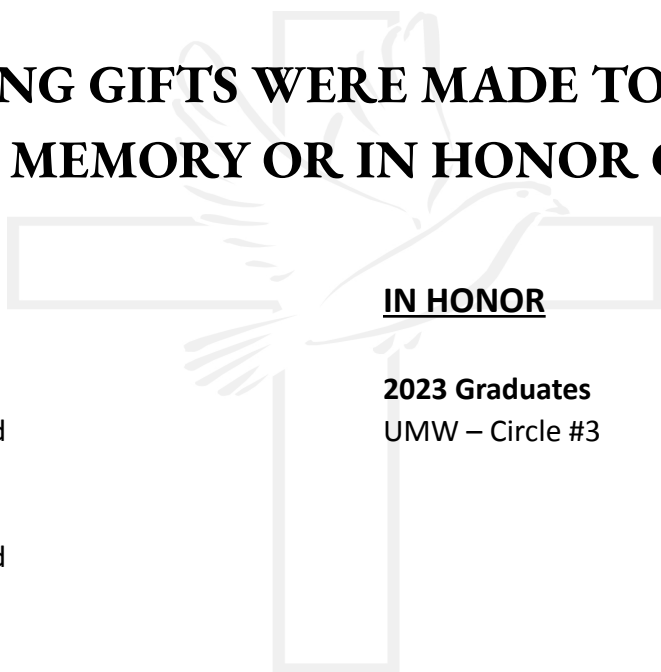 NG GIFTS WERE MADE TO
MEMORY OR IN HONOR
IN HONOR
2023 Graduates
d
UMW – Circle #3
d